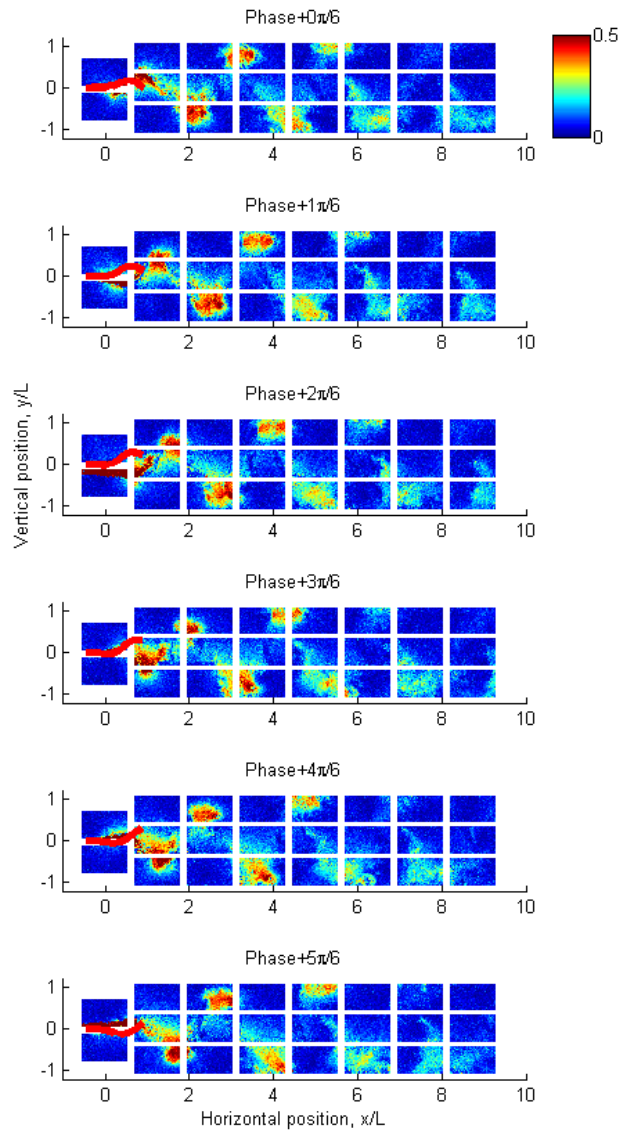 Phase+0π/6
1
0
-1
0 2 4 6 8 10
0.5
0
Phase+1π/6
1
0
-1
0 2 4 6 8 10
Phase+2π/6
1
0
-1
0 2 4 6 8 10
Vertical position, y/L
Phase+3π/6
1
0
-1
0 2 4 6 8 10
Phase+4π/6
1
0
-1
0 2 4 6 8 10
Phase+5π/6
1
0
-1
0 2 4 6 8 10
Horizontal position, x/L